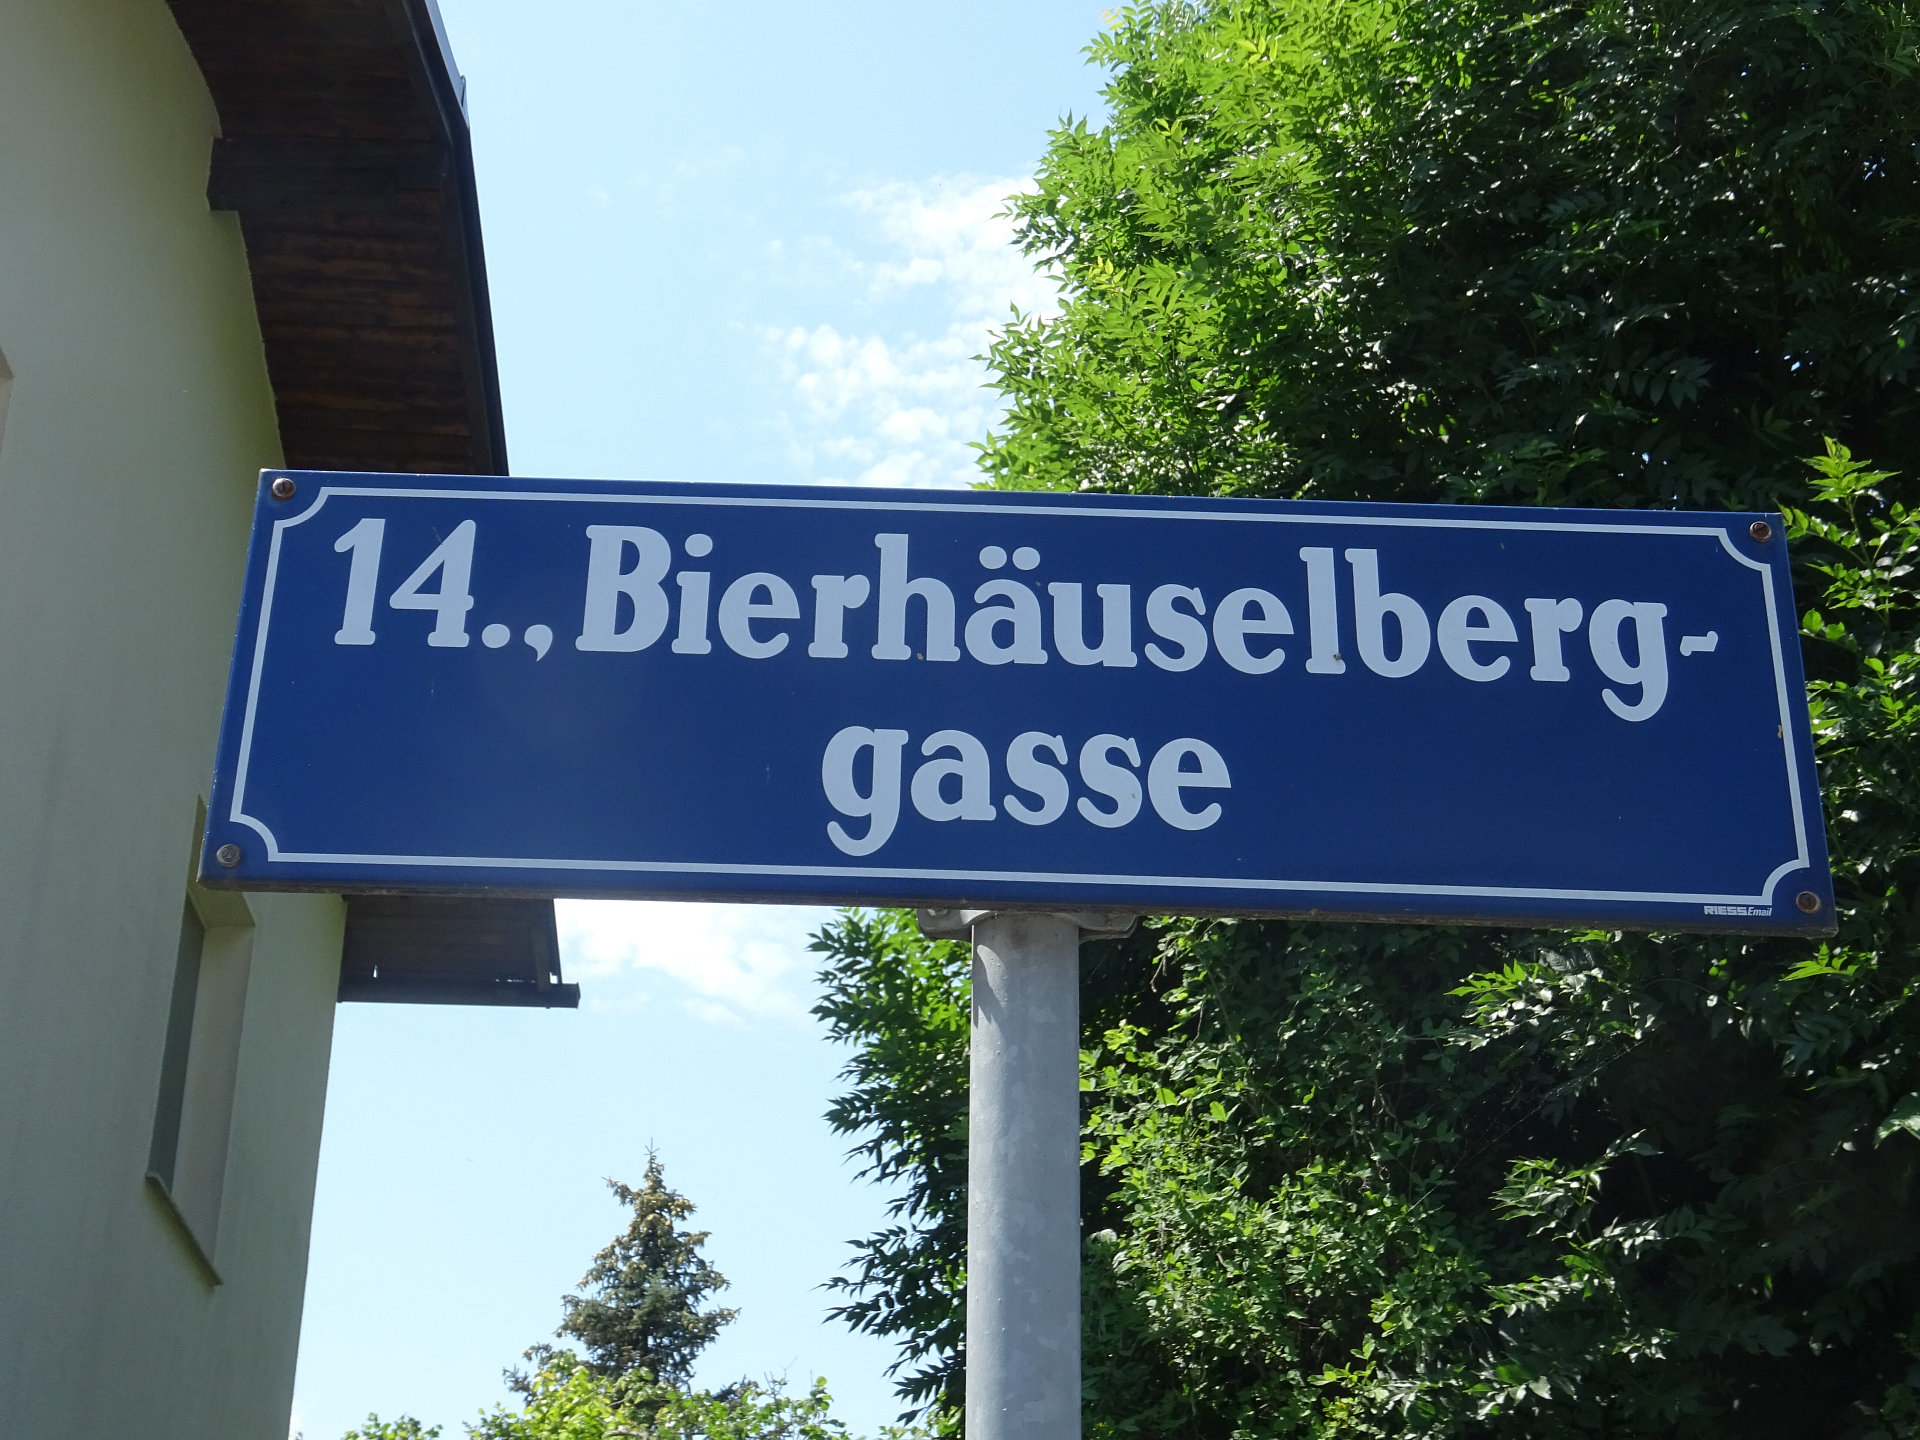 14., Bierhäuselberg-
gasse
RIESS Email